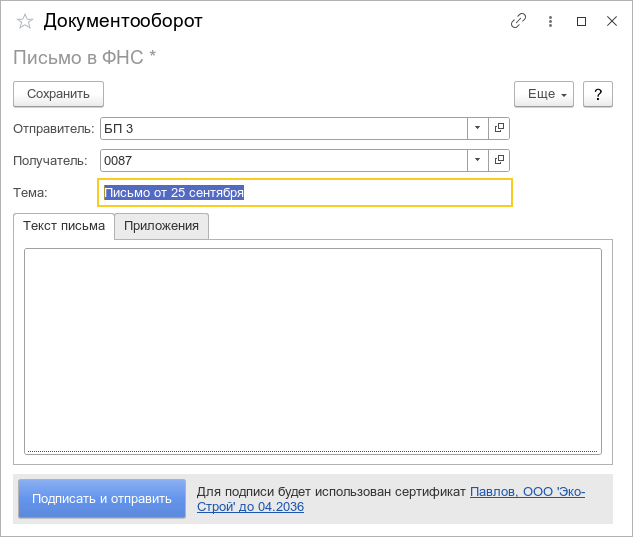 Документооборот
Письмо в ФНС *
Сохранить
Еще
?
Отправитель: БП 3
Получатель: 0087
Тема: Письмо от 25 сентября
Текст письма Приложения
Подписать и отправить
Для подписи будет использован сертификат Павлов, ООО 'Эко-
Строй' до 04.2036